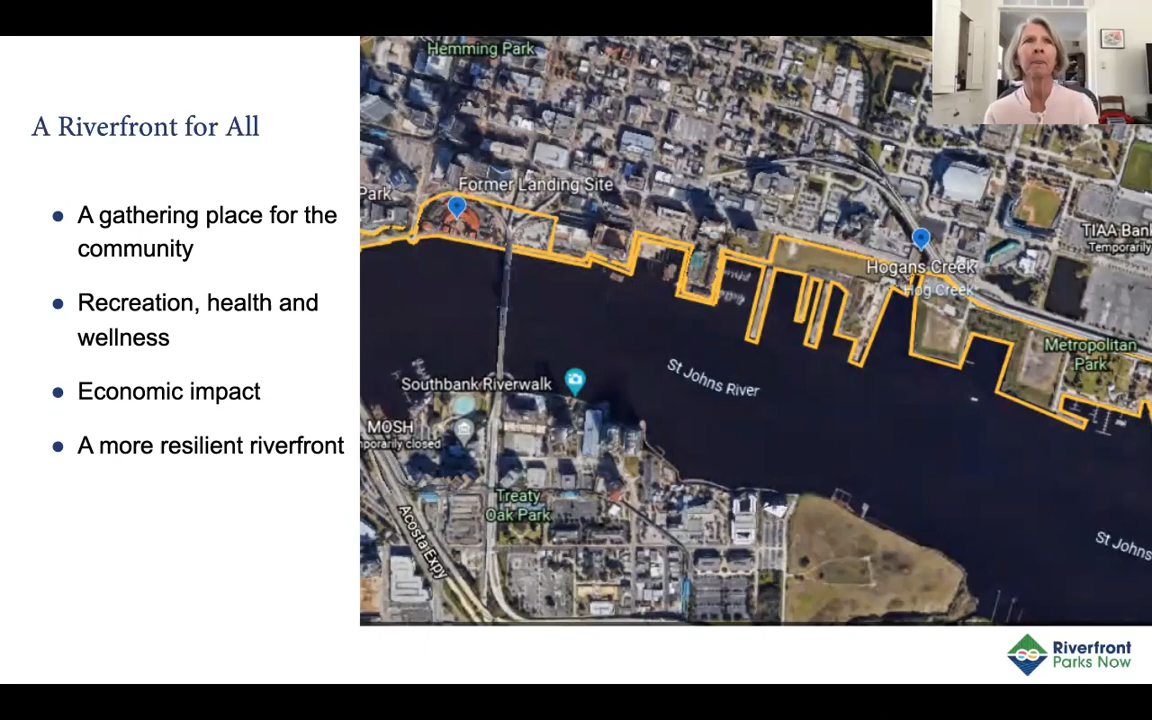 A Riverfront for All
A gathering place for the
community
Recreation, health and
wellness
Economic impact
A more resilient riverfront
Hemming Park
Park
Former Landing Site
TIAA Ban
Temporarily
Hogans Creek
Hog Creek
Metropolitan
Park
St Johns River
Southbank Riverwalk
MOSH
porarily closed
Treaty
Oak Park
Acosta Expy
St Johns
Riverfront
Parks Now